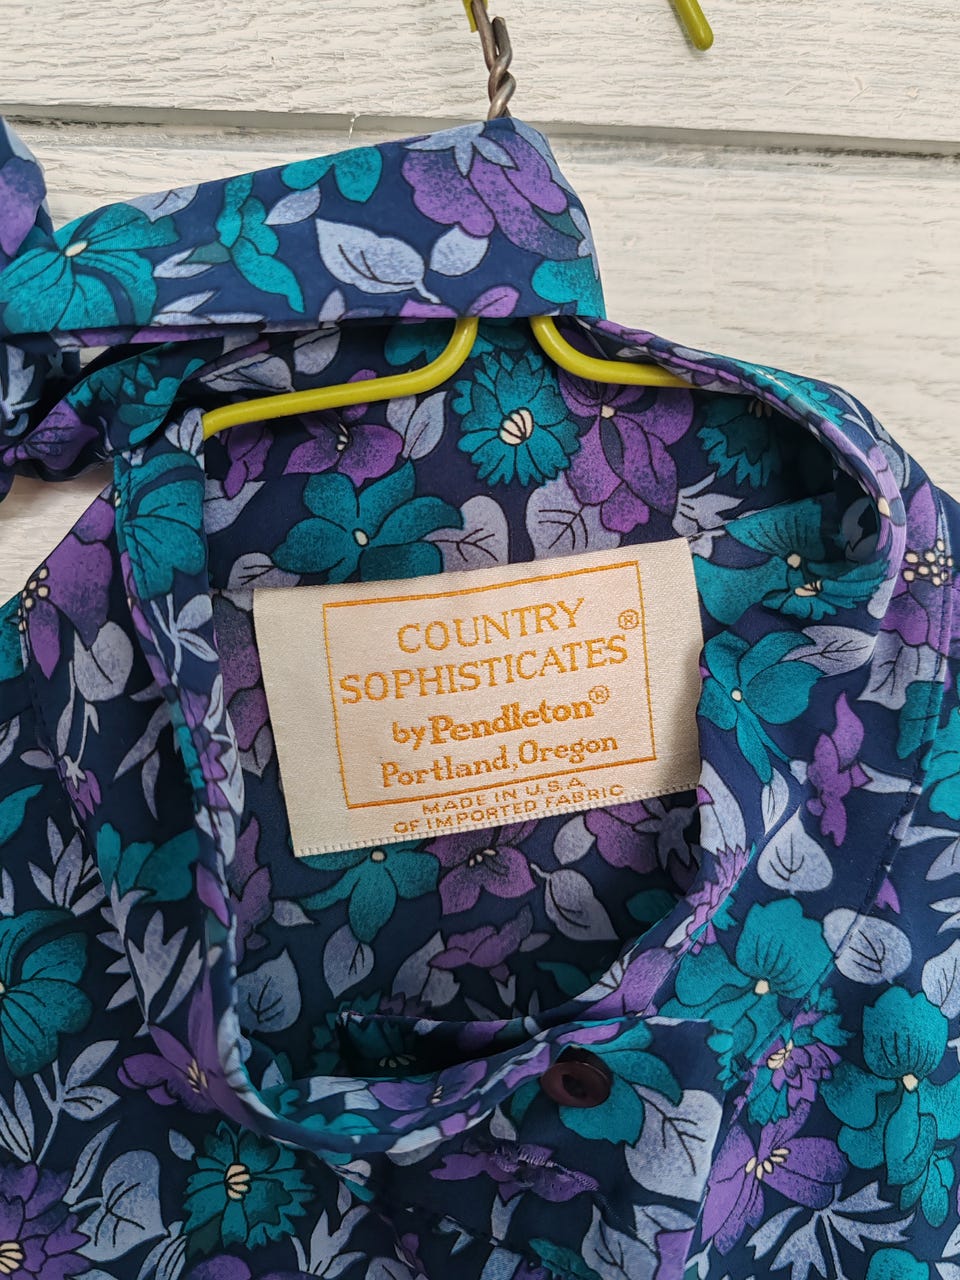 COUNTRY
SOPHISTICATES®
by Pendleton®
Portland, Oregon
MADE IN U.S.A.
OF IMPORTED FABRIC